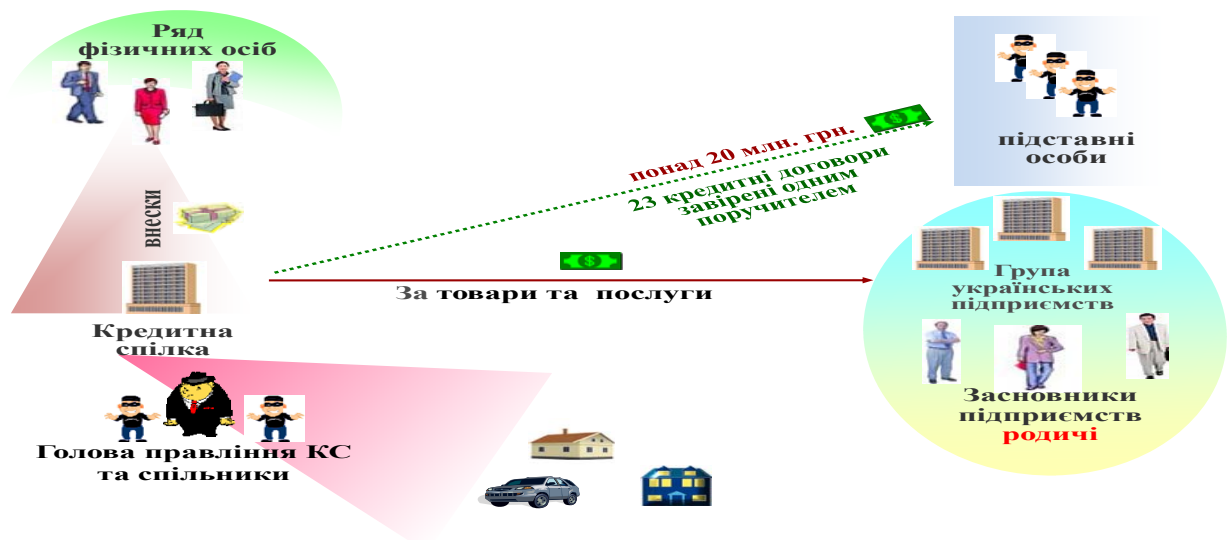 Ряд
фізичних осіб
внески
Кредитна
спілка
Голова правління КС
та спільники
понад 20 млн. грн.
23 кредитні договори
завірені одним
поручителем
За товари та послуги
підставні
особи
Група
українських
підприємств
Засновники
підприємств
родичі